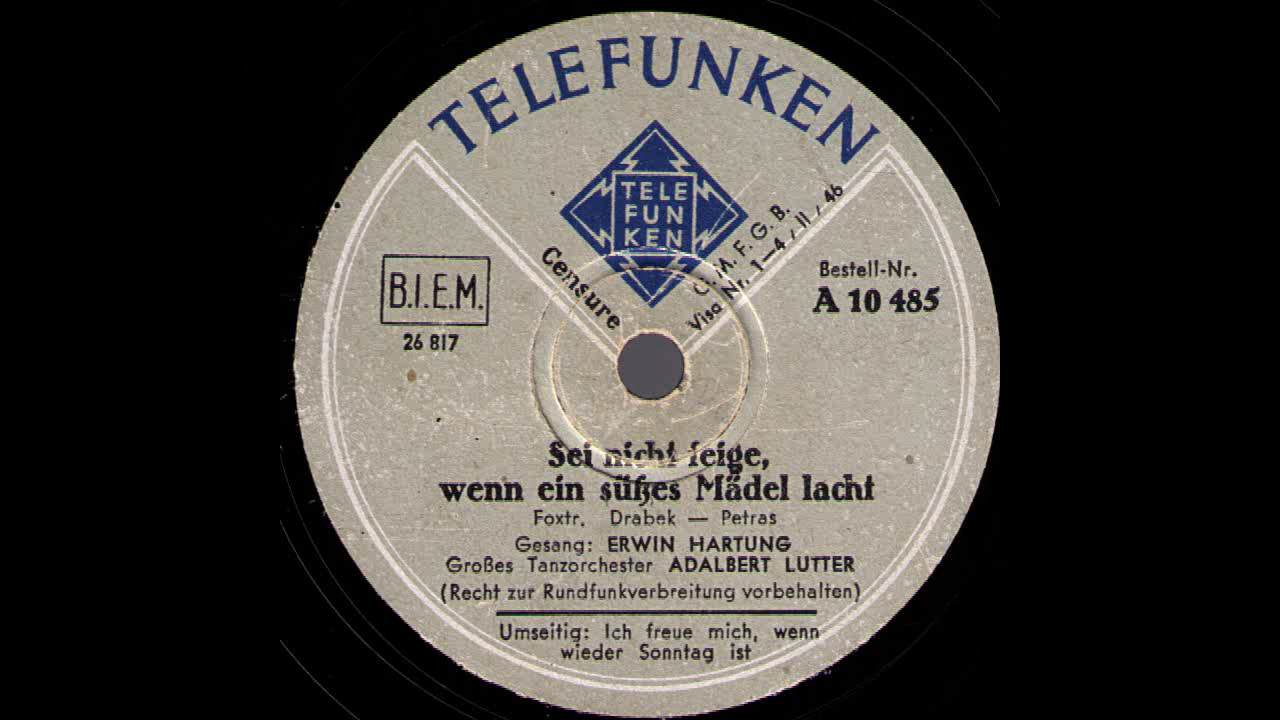 TELEFUNKEN
TELE
FUN
KEN
Censure
G. M. F. G. B.
Visa Nr. 1—4 / II / 46
B.I.E.M.
26 817
Bestell-Nr.
A 10 485
Sei nicht feige,
wenn ein süßes Mädel lacht
Foxtr. Drabek — Petras
Gesang: ERWIN HARTUNG
Großes Tanzorchester ADALBERT LUTTER
(Recht zur Rundfunkverbreitung vorbehalten)
Umseitig: Ich freue mich, wenn
wieder Sonntag ist